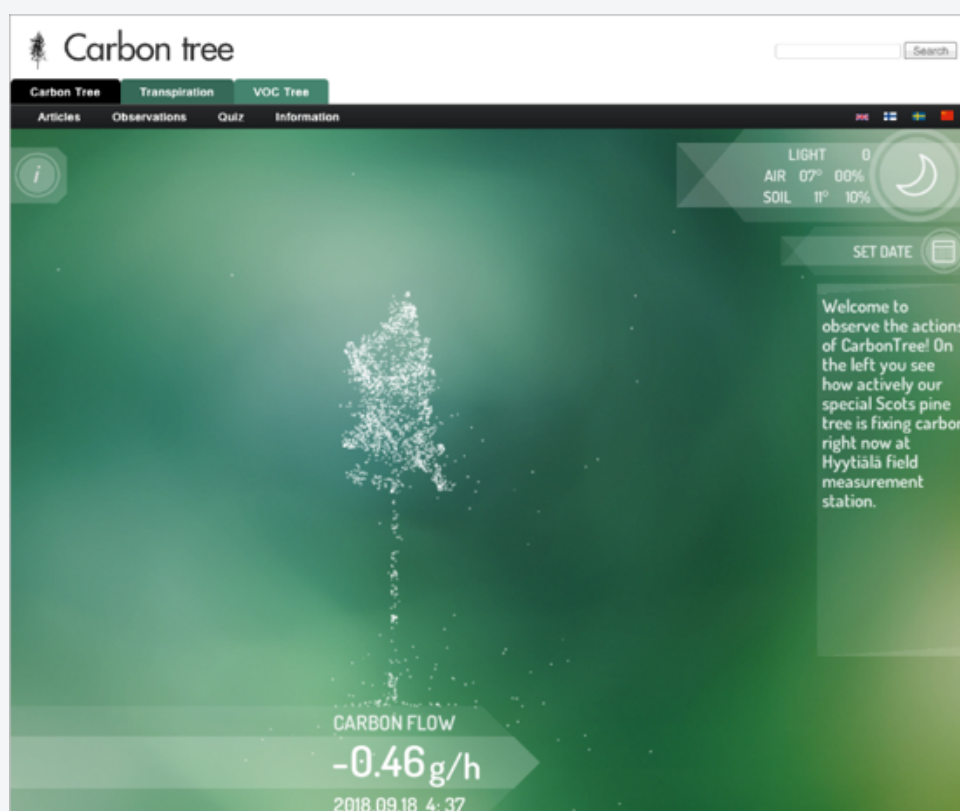 Carbon tree
Search
Carbon Tree Transpiration VOC Tree
Articles Observations Quiz Information
i
LIGHT 0
AIR 07° 00%
SOIL 11° 10%
SET DATE
Welcome to
observe the actions
of CarbonTree! On
the left you see
how actively our
special Scots pine
tree is fixing carbon
right now at
Hyytiälä field
measurement
station.
CARBON FLOW
-0.46 g/h
2018.09.18 4:37